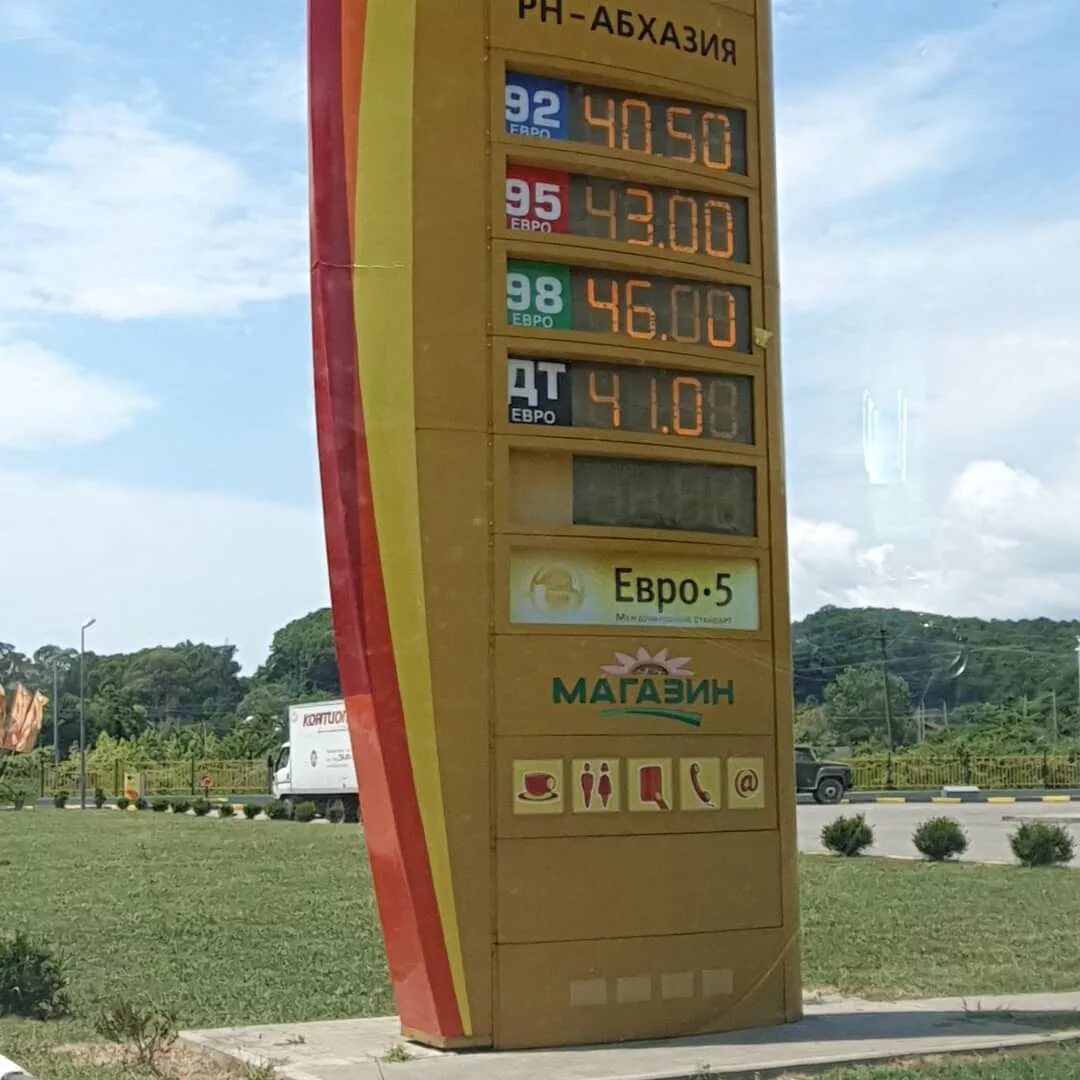 РН-АБХАЗИЯ
92 40.50
ЕВРО
95 43.00
ЕВРО
98 46.00
ЕВРО
ДТ 41.0
ЕВРО
Евро·5
Международный стандарт
МАГАЗИН
@